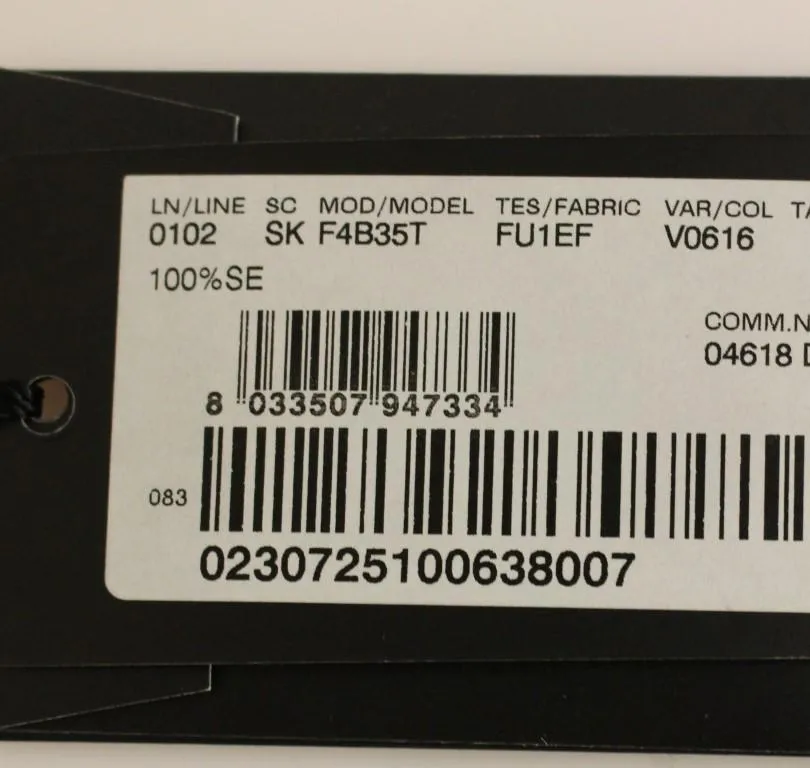 LN/LINE SC MOD/MODEL TES/FABRIC VAR/COL
0102 SK F4B35T FU1EF V0616
100%SE
COMM.N
04618
8 033507 947334
083
0230725100638007